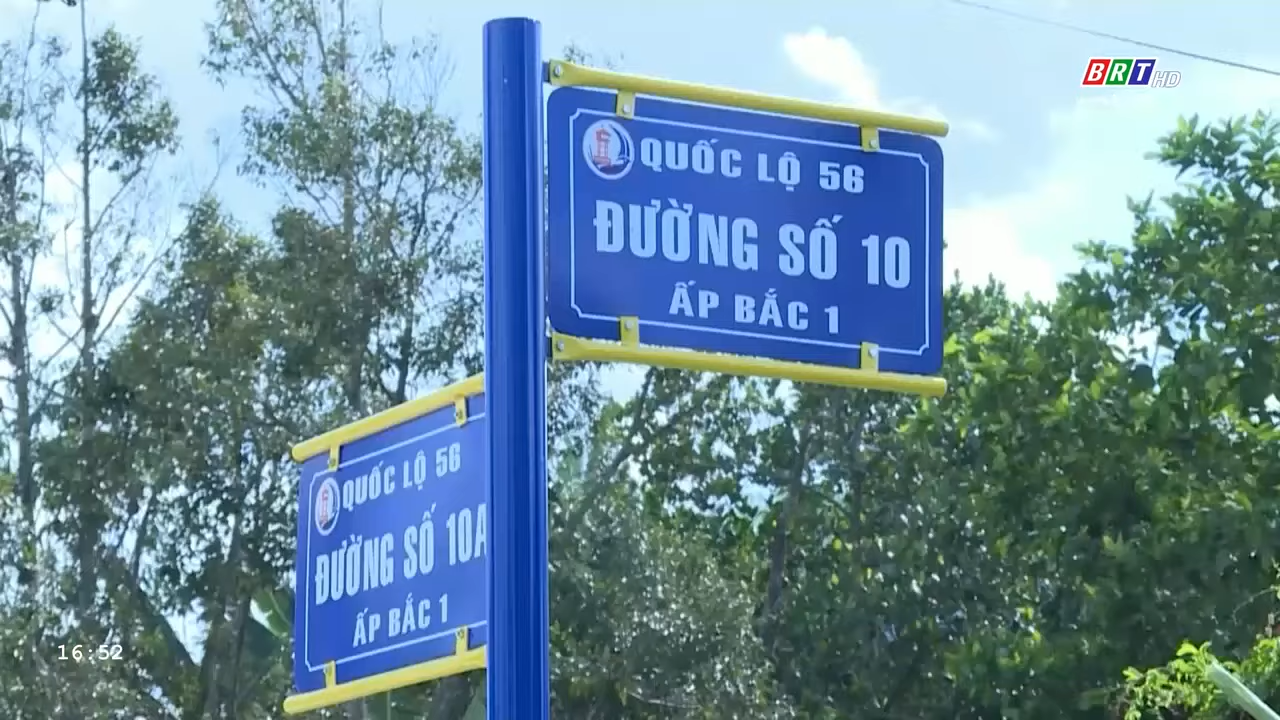 BRT HD
QUỐC LỘ 56
ĐƯỜNG SỐ 10
ẤP BẮC 1
QUỐC LỘ 56
ĐƯỜNG SỐ 10A
ẤP BẮC 1
16:52